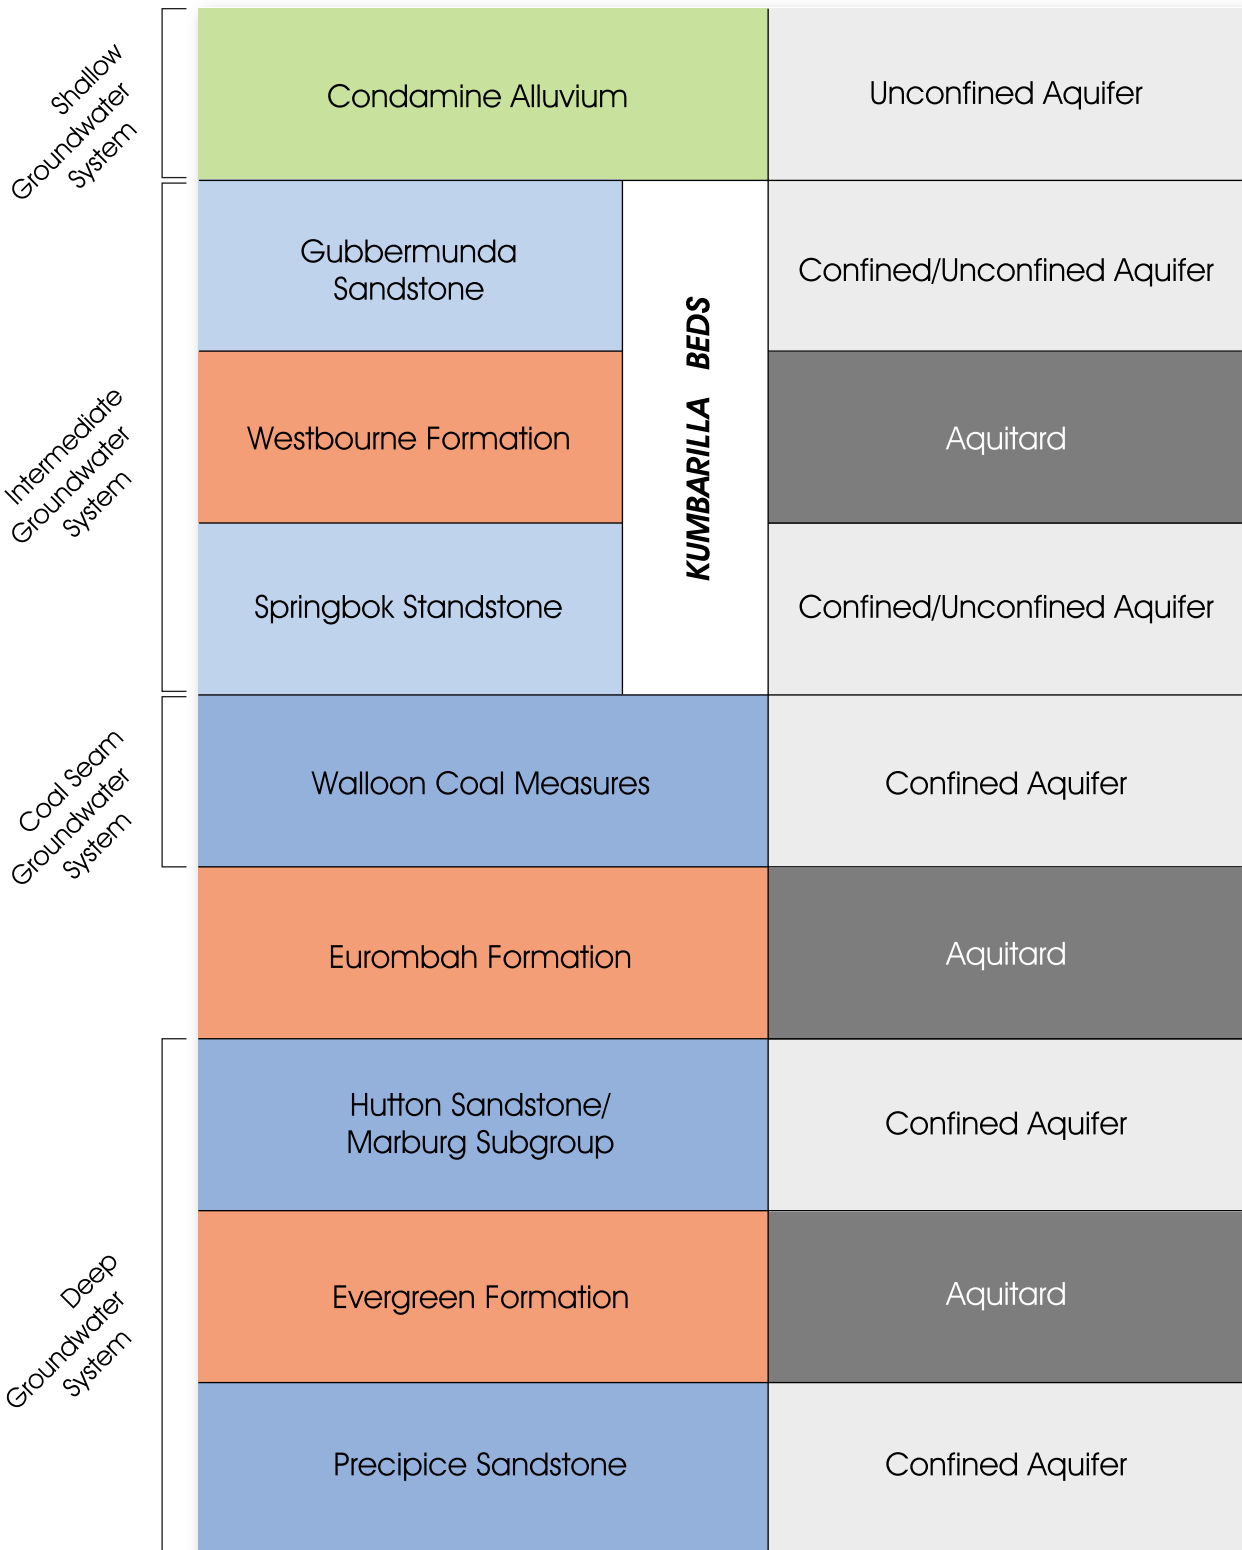 Shallow
Groundwater
System
Condamine Alluvium
Unconfined Aquifer
Intermediate
Groundwater
System
Gubbermunda
Sandstone
KUMBARILLA BEDS
Confined/Unconfined Aquifer
Westbourne Formation
Aquitard
Springbok Standstone
Confined/Unconfined Aquifer
Coal Seam
Groundwater
System
Walloon Coal Measures
Confined Aquifer
Eurombah Formation
Aquitard
Deep
Groundwater
System
Hutton Sandstone/
Marburg Subgroup
Confined Aquifer
Evergreen Formation
Aquitard
Precipice Sandstone
Confined Aquifer